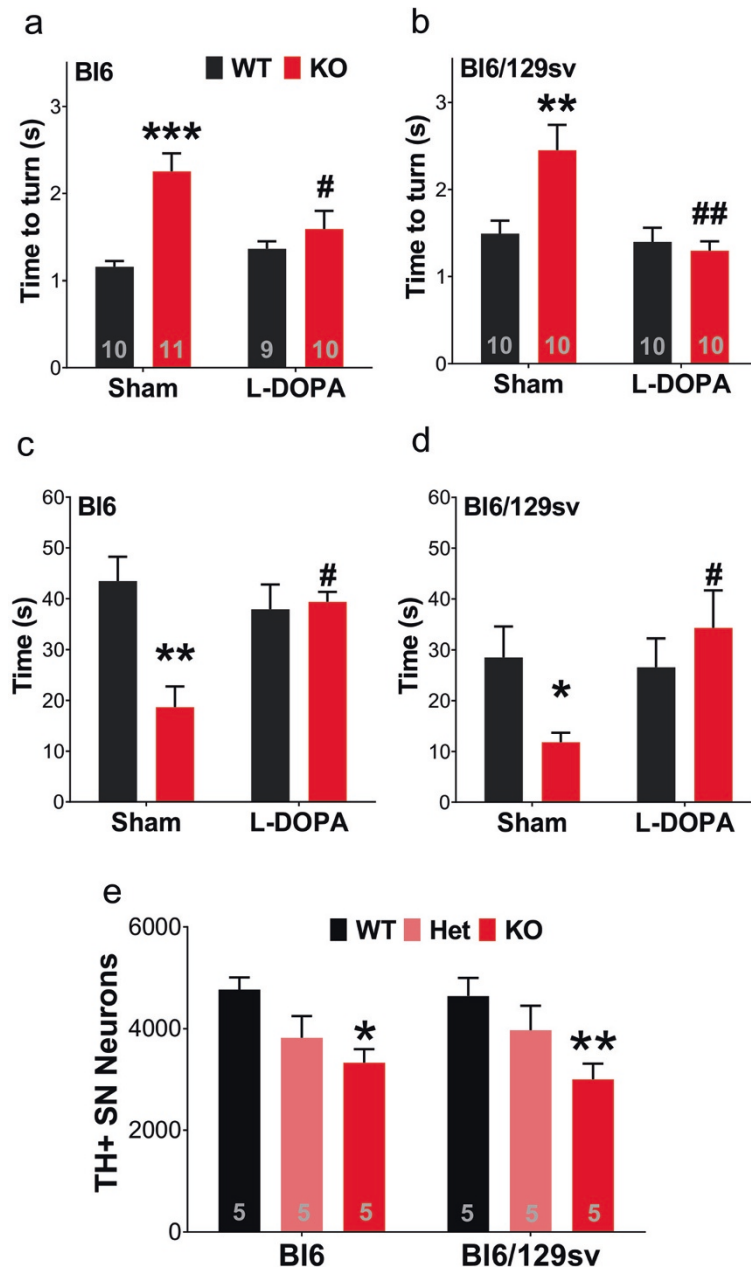 a
Bl6
WT KO
Time to turn (s)
3
2
1
0
***
#
10 11 9 10
Sham L-DOPA
b
Bl6/129sv
Time to turn (s)
3
2
1
0
**
##
10 10 10 10
Sham L-DOPA
c
Bl6
Time (s)
60
50
40
30
20
10
0
**
#
Sham L-DOPA
d
Bl6/129sv
Time (s)
60
50
40
30
20
10
0
*
#
Sham L-DOPA
e
WT Het KO
TH+ SN Neurons
6000
4000
2000
0
*
**
5 5 5 5 5 5
Bl6 Bl6/129sv